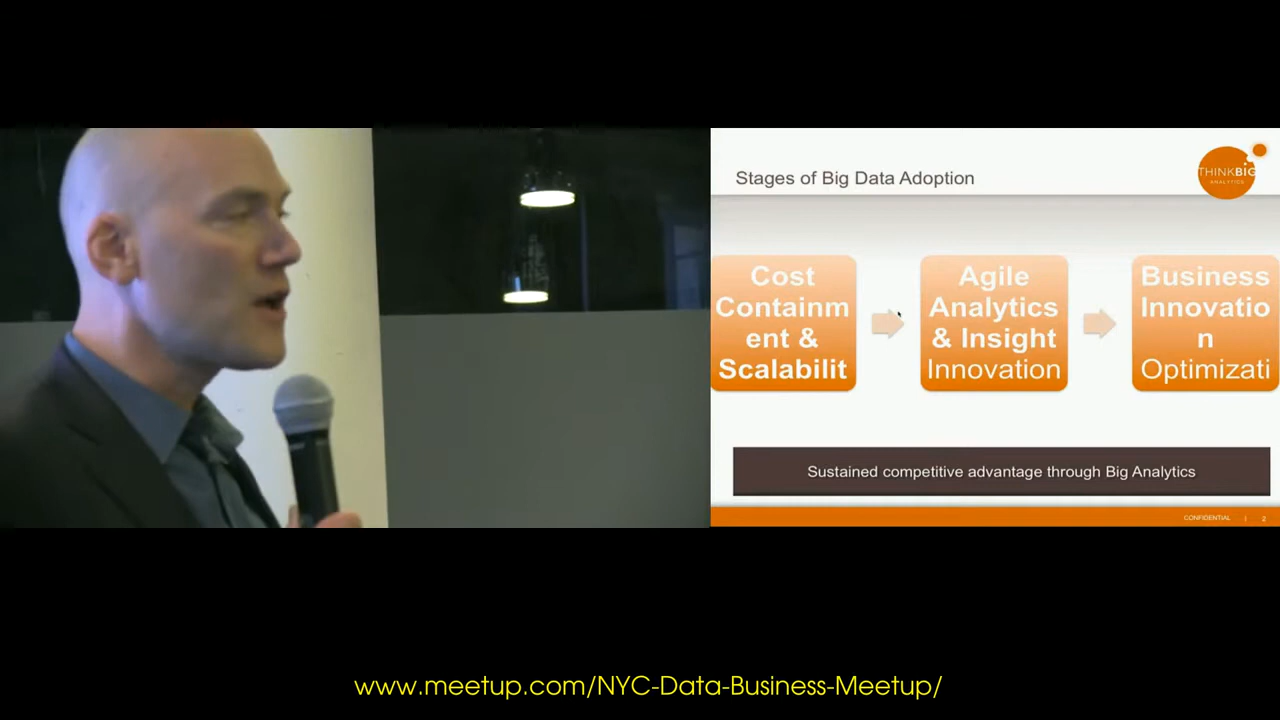 Stages of Big Data Adoption
THINKBIG
ANALYTICS
Cost
Containm
ent &
Scalabilit
Agile
Analytics
& Insight
Innovation
Business
Innovatio
n
Optimizati
Sustained competitive advantage through Big Analytics
CONFIDENTIAL | 2
www.meetup.com/NYC-Data-Business-Meetup/